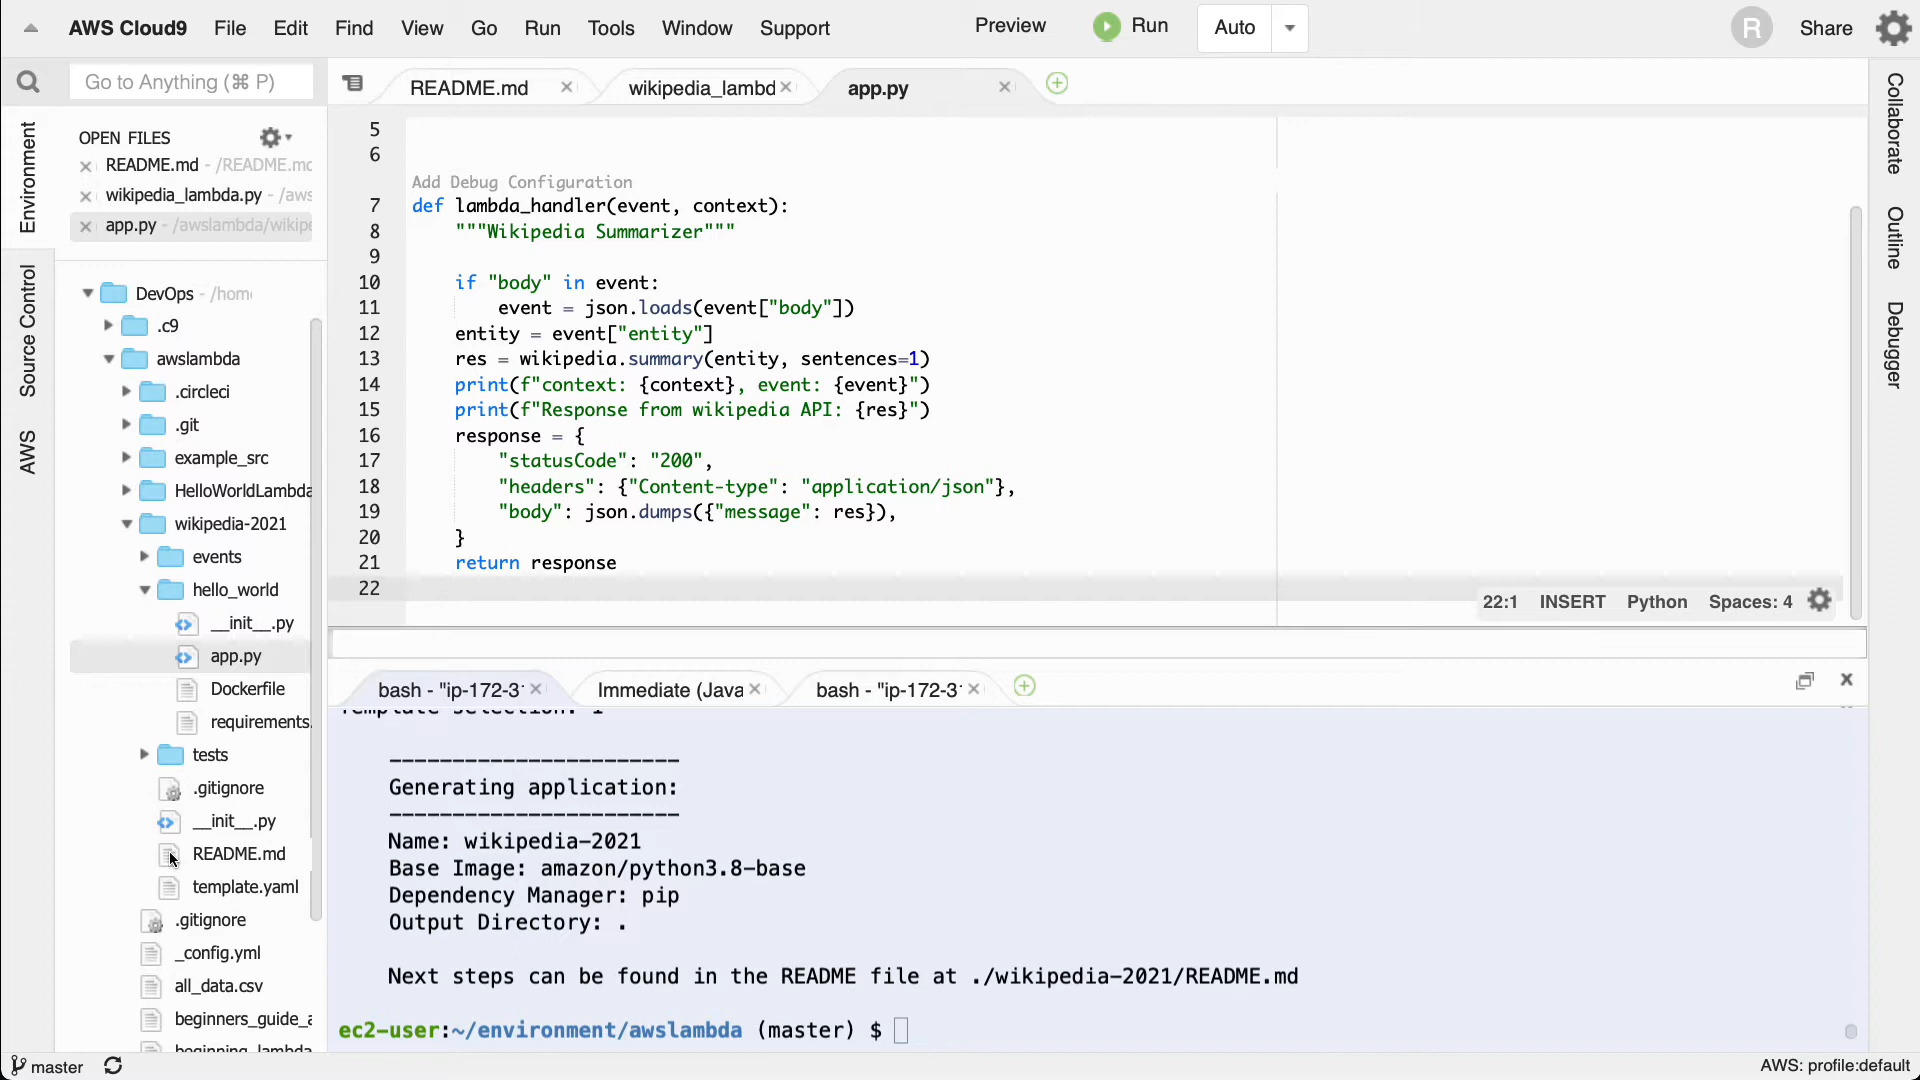 AWS Cloud9 File Edit Find View Go Run Tools Window Support Preview Run Auto R Share
Go to Anything (⌘ P)
README.md wikipedia_lambd app.py
Environment
Source Control
AWS
OPEN FILES
README.md - /README.mc
wikipedia_lambda.py - /aws
app.py - /awslambda/wikipe
DevOps - /home
.c9
awslambda
.circleci
.git
example_src
HelloWorldLambda
wikipedia-2021
events
hello_world
__init__.py
app.py
Dockerfile
requirements.
tests
.gitignore
__init__.py
README.md
template.yaml
.gitignore
_config.yml
all_data.csv
beginners_guide_a
beginning_lambda
5
6
Add Debug Configuration
7 def lambda_handler(event, context):
8 """Wikipedia Summarizer"""
9
10 if "body" in event:
11 event = json.loads(event["body"])
12 entity = event["entity"]
13 res = wikipedia.summary(entity, sentences=1)
14 print(f"context: {context}, event: {event}")
15 print(f"Response from wikipedia API: {res}")
16 response = {
17 "statusCode": "200",
18 "headers": {"Content-type": "application/json"},
19 "body": json.dumps({"message": res}),
20 }
21 return response
22
22:1 INSERT Python Spaces: 4
bash - "ip-172-3 Immediate (Java bash - "ip-172-3
Template selection: 1
-----------------------
Generating application:
-----------------------
Name: wikipedia-2021
Base Image: amazon/python3.8-base
Dependency Manager: pip
Output Directory: .
Next steps can be found in the README file at ./wikipedia-2021/README.md
ec2-user:~/environment/awslambda (master) $
Collaborate
Outline
Debugger
master
AWS: profile:default